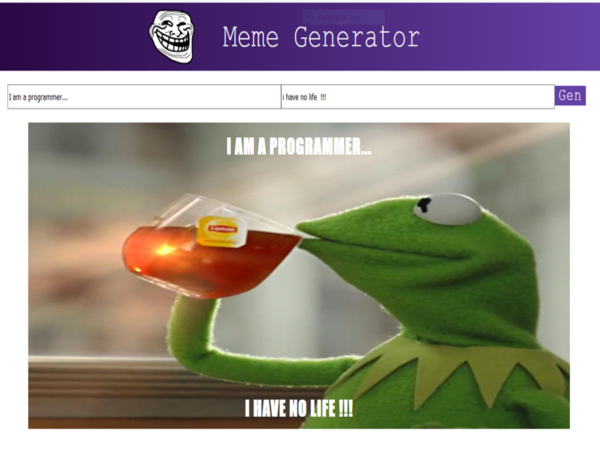 Meme Generator
I am a programmer...
i have no life !!!
Gen
I AM A PROGRAMMER...
Lipton
I HAVE NO LIFE !!!